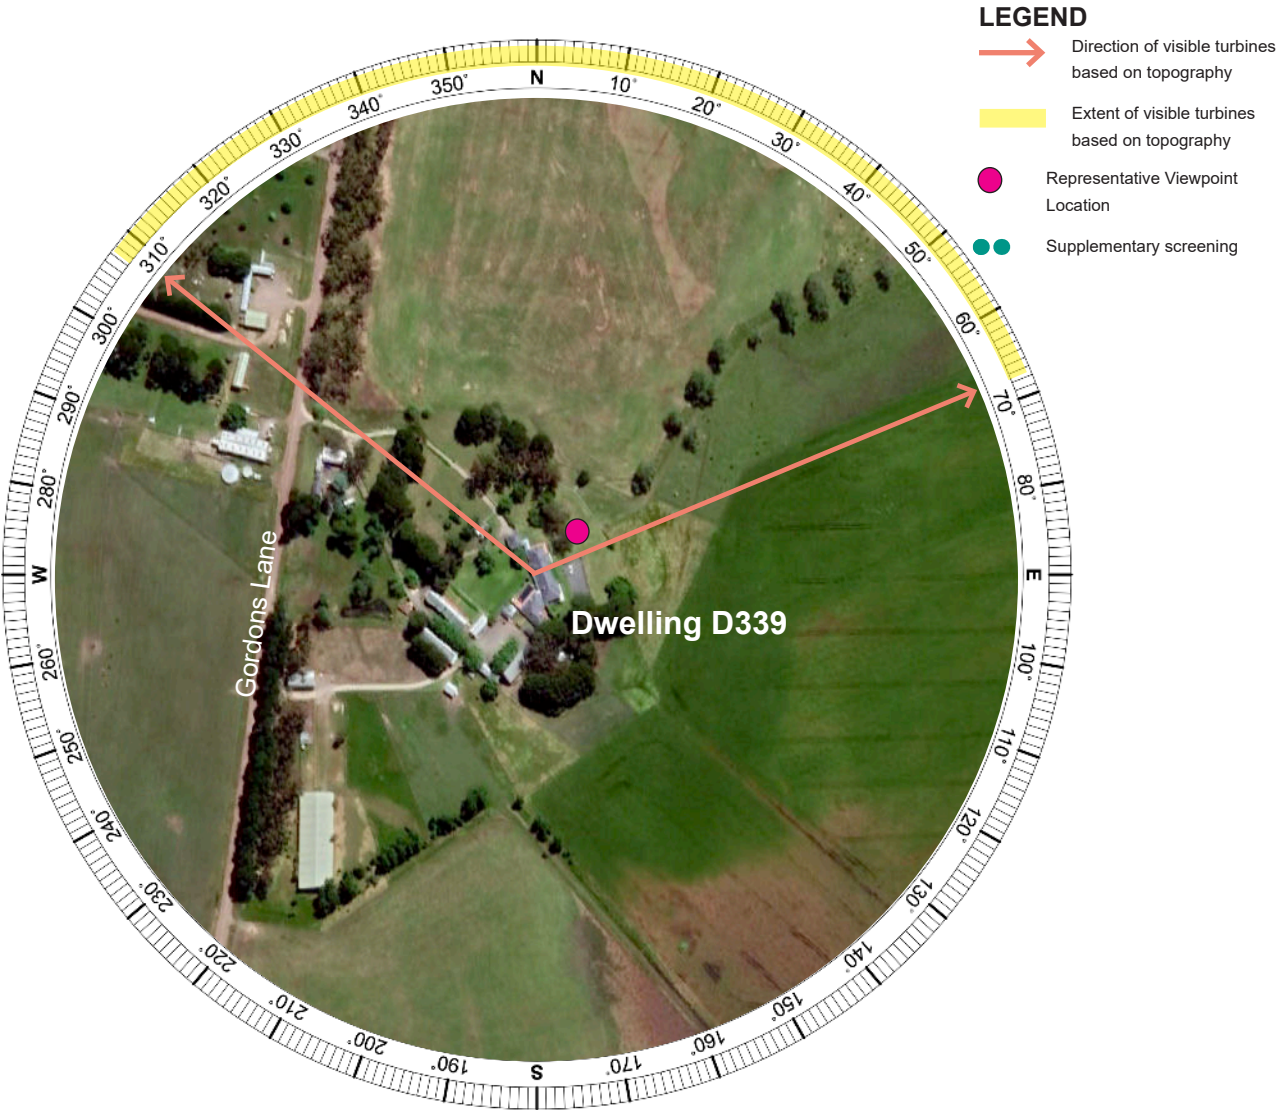 LEGEND
Direction of visible turbines
based on topography
Extent of visible turbines
based on topography
Representative Viewpoint
Location
Supplementary screening
N
10°
20°
30°
40°
50°
60°
70°
80°
E
100°
110°
120°
130°
140°
150°
160°
170°
S
190°
200°
210°
220°
230°
240°
250°
260°
W
280°
290°
300°
310°
320°
330°
340°
350°
Gordons Lane
Dwelling D339